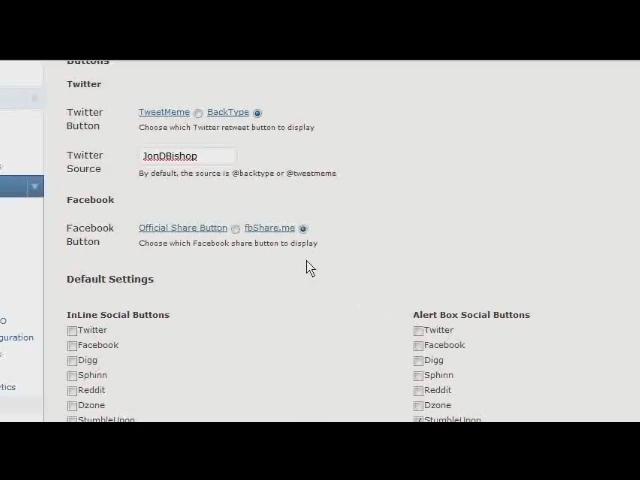 Buttons
Twitter
Twitter Button
TweetMeme BackType
Choose which Twitter retweet button to display
Twitter Source
JonDBishop
By default, the source is @backtype or @tweetmeme
Facebook
Facebook Button
Official Share Button fbShare.me
Choose which Facebook share button to display
Default Settings
InLine Social Buttons
Twitter
Facebook
Digg
Sphinn
Reddit
Dzone
StumbleUpon
Alert Box Social Buttons
Twitter
Facebook
Digg
Sphinn
Reddit
Dzone
StumbleUpon